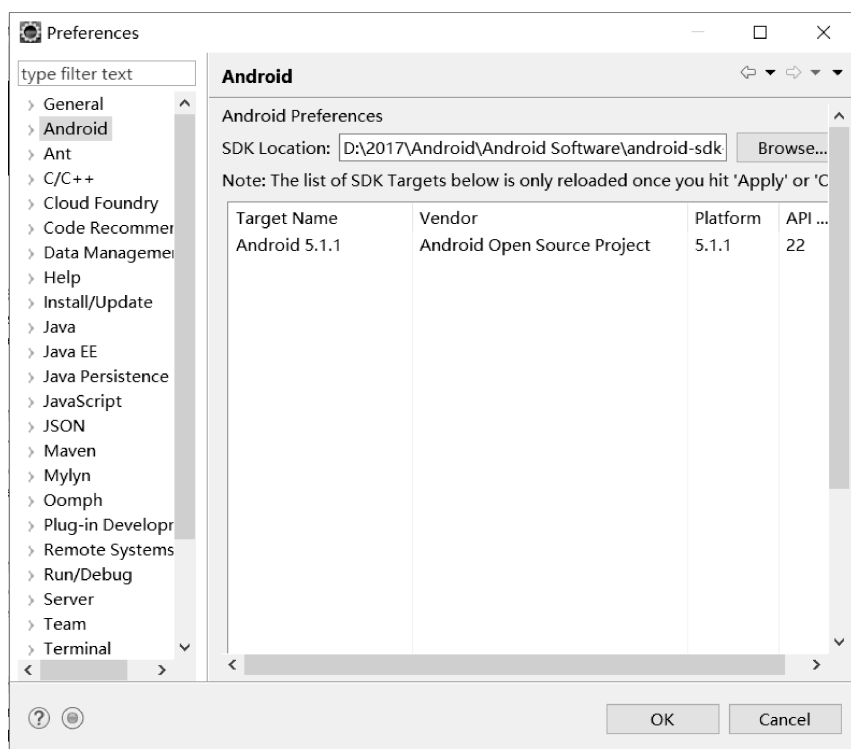 Preferences
type filter text
General
Android
Ant
C/C++
Cloud Foundry
Code Recommer
Data Managemei
Help
Install/Update
Java
Java EE
Java Persistence
JavaScript
JSON
Maven
Mylyn
Oomph
Plug-in Developr
Remote Systems
Run/Debug
Server
Team
Terminal
Android
Android Preferences
SDK Location: D:\2017\Android\Android Software\android-sdk- Browse...
Note: The list of SDK Targets below is only reloaded once you hit 'Apply' or 'O
Target Name Vendor Platform API ...
Android 5.1.1 Android Open Source Project 5.1.1 22
OK Cancel